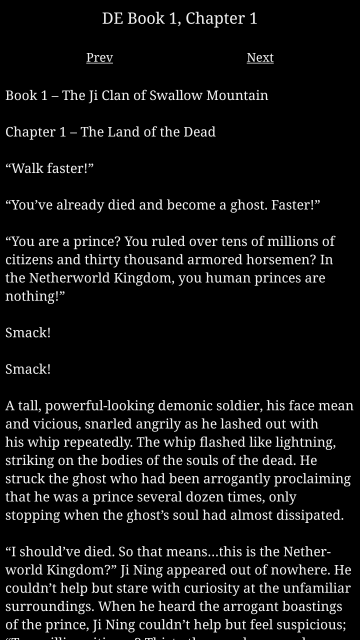 DE Book 1, Chapter 1
Prev Next
Book 1 – The Ji Clan of Swallow Mountain
Chapter 1 – The Land of the Dead
“Walk faster!”
“You’ve already died and become a ghost. Faster!”
“You are a prince? You ruled over tens of millions of
citizens and thirty thousand armored horsemen? In
the Netherworld Kingdom, you human princes are
nothing!”
Smack!
Smack!
A tall, powerful-looking demonic soldier, his face mean
and vicious, snarled angrily as he lashed out with
his whip repeatedly. The whip flashed like lightning,
striking on the bodies of the souls of the dead. He
struck the ghost who had been arrogantly proclaiming
that he was a prince several dozen times, only
stopping when the ghost’s soul had almost dissipated.
“I should’ve died. So that means…this is the Nether-
world Kingdom?” Ji Ning appeared out of nowhere. He
couldn’t help but stare with curiosity at the unfamiliar
surroundings. When he heard the arrogant boastings
of the prince, Ji Ning couldn’t help but feel suspicious;